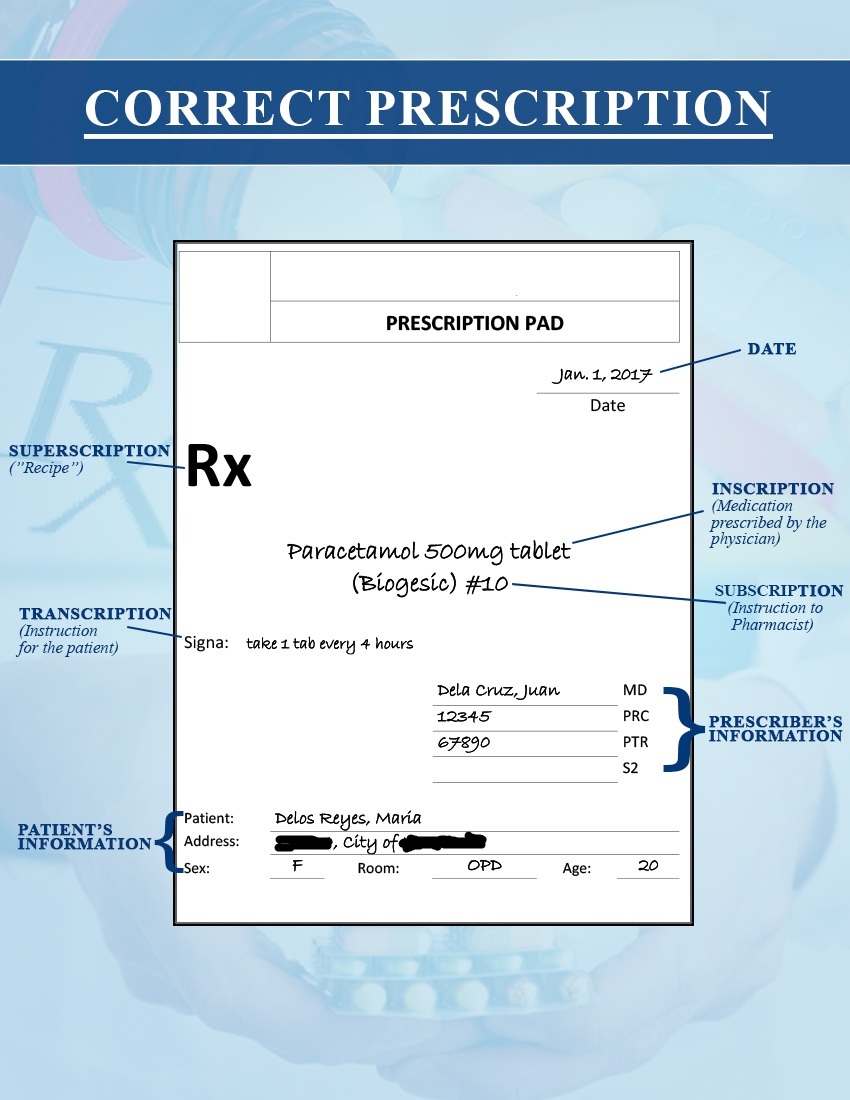 CORRECT PRESCRIPTION
PRESCRIPTION PAD
Jan. 1, 2017
DATE
Date
SUPERSCRIPTION
("Recipe")
Rx
INSCRIPTION
(Medication
prescribed by the
physician)
Paracetamol 500mg tablet
(Biogesic) #10
SUBSCRIPTION
(Instruction to
Pharmacist)
TRANSCRIPTION
(Instruction
for the patient)
Signa: take 1 tab every 4 hours
Dela Cruz, Juan MD
12345 PRC
67890 PTR
S2
PRESCRIBER'S
INFORMATION
PATIENT'S
INFORMATION
Patient: Delos Reyes, Maria
Address: , City of
Sex: F Room: OPD Age: 20